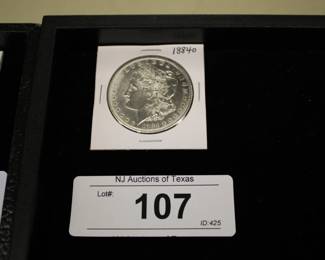 1884o
NJ Auctions of Texas
Lot#:
107
ID:425